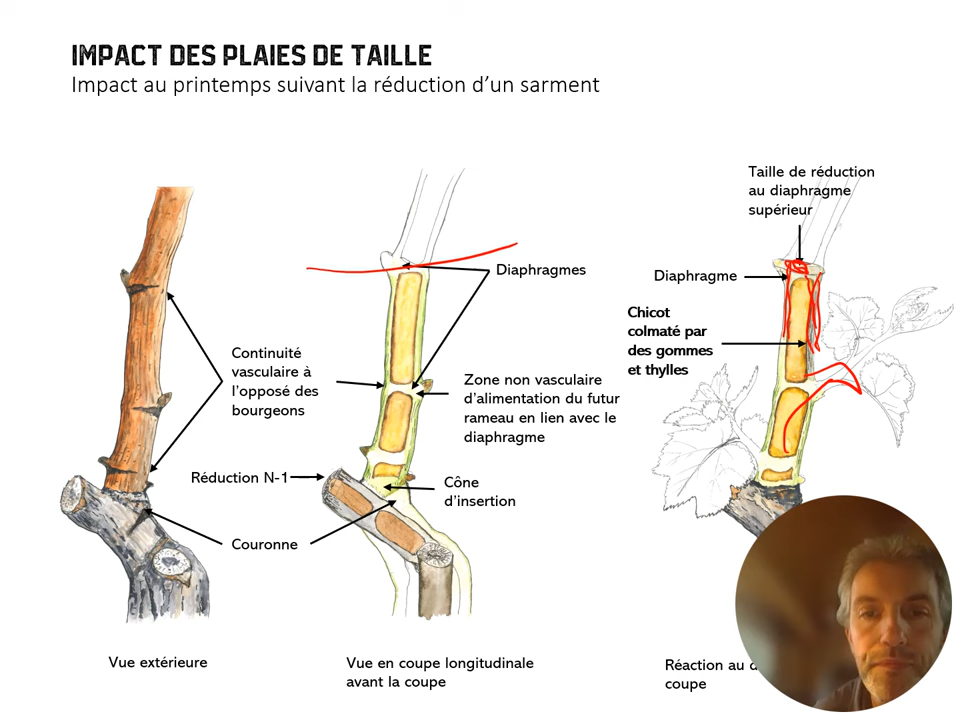 IMPACT DES PLAIES DE TAILLE
Impact au printemps suivant la réduction d'un sarment
Taille de réduction
au diaphragme
supérieur
Diaphragmes
Diaphragme
Chicot
colmaté par
des gommes
et thylles
Continuité
vasculaire à
l'opposé des
bourgeons
Zone non vasculaire
d'alimentation du futur
rameau en lien avec le
diaphragme
Réduction N-1
Cône
d'insertion
Couronne
Vue extérieure
Vue en coupe longitudinale
avant la coupe
Réaction au
coupe